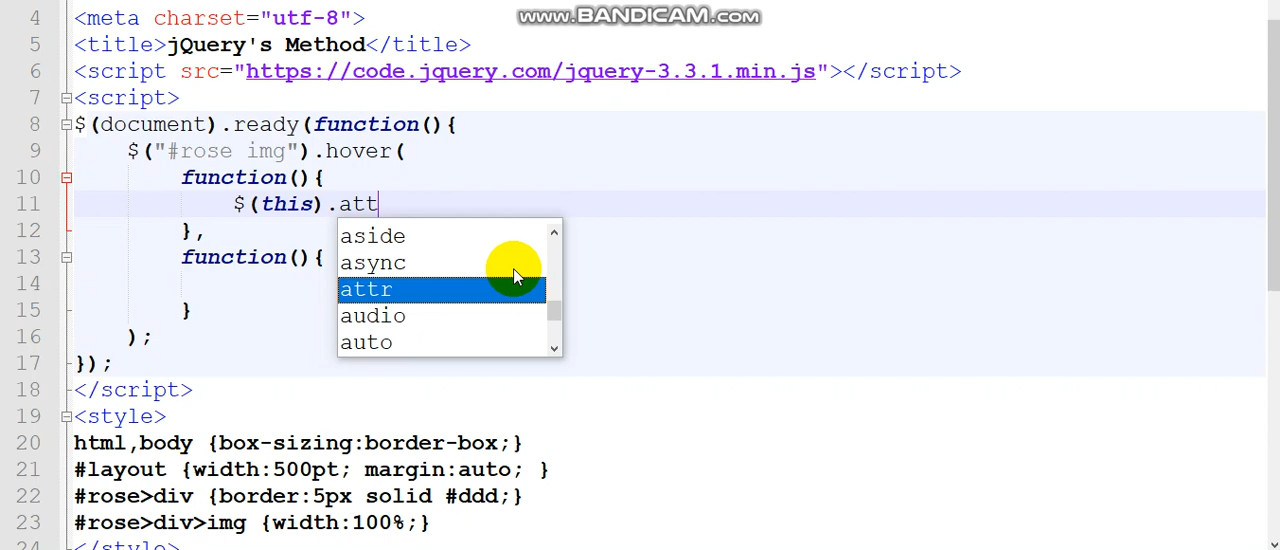 www.BANDICAM.com
4 <meta charset="utf-8">
5 <title>jQuery's Method</title>
6 <script src="https://code.jquery.com/jquery-3.3.1.min.js"></script>
7 <script>
8 $(document).ready(function(){
9 $("#rose img").hover(
10 function(){
11 $(this).att
12 },
aside
13 function(){
async
14
attr
15 }
audio
16 );
auto
17 });
18 </script>
19 <style>
20 html,body {box-sizing:border-box;}
21 #layout {width:500pt; margin:auto; }
22 #rose>div {border:5px solid #ddd;}
23 #rose>div>img {width:100%;}
24 </style>